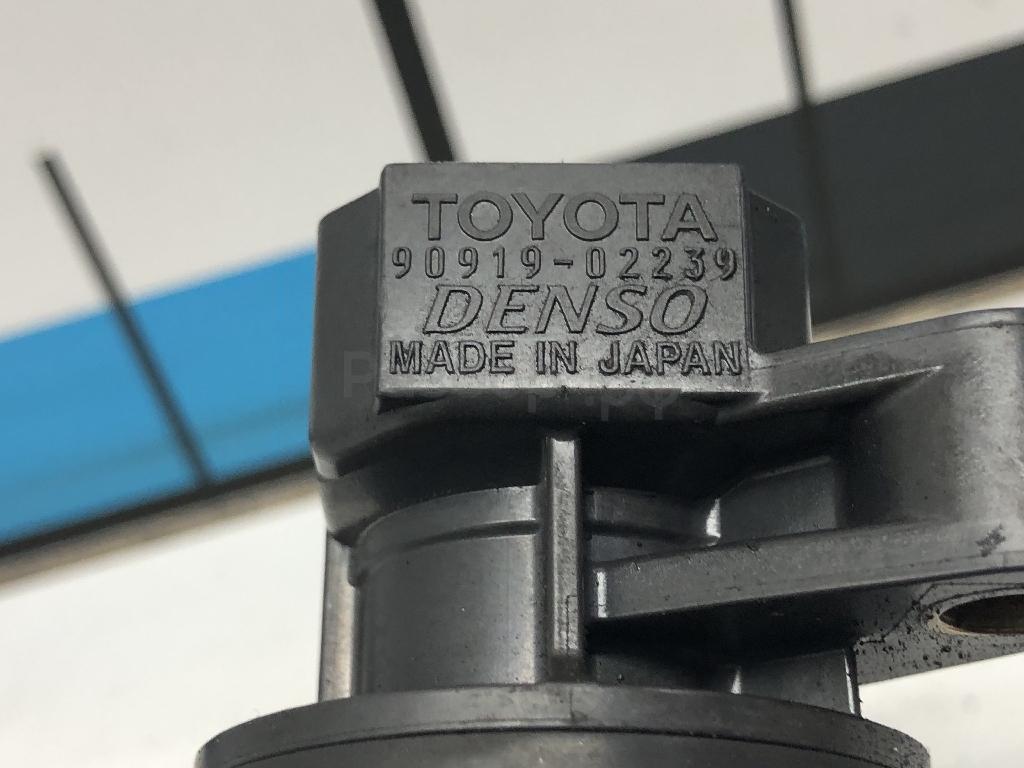 TOYOTA
90919-02239
DENSO
MADE IN JAPAN